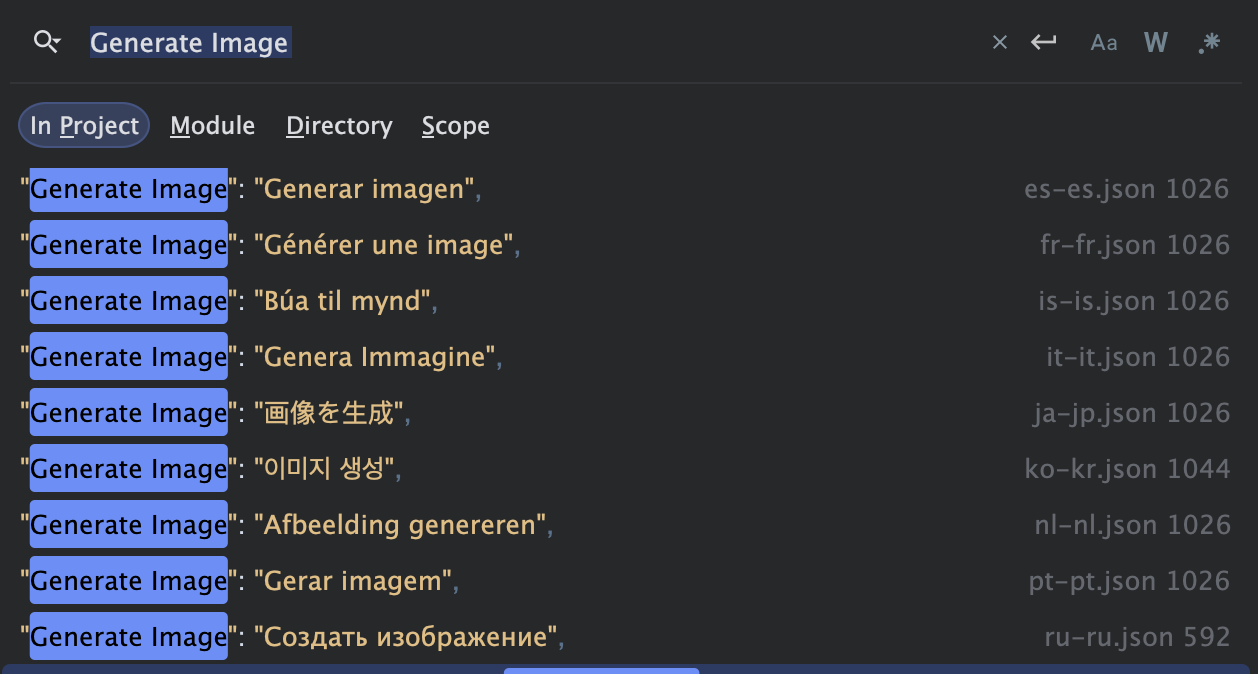 Generate Image
Aa W .*
In Project Module Directory Scope
"Generate Image": "Generar imagen", es-es.json 1026
"Generate Image": "Générer une image", fr-fr.json 1026
"Generate Image": "Búa til mynd", is-is.json 1026
"Generate Image": "Genera Immagine", it-it.json 1026
"Generate Image": "画像を生成", ja-jp.json 1026
"Generate Image": "이미지 생성", ko-kr.json 1044
"Generate Image": "Afbeelding genereren", nl-nl.json 1026
"Generate Image": "Gerar imagem", pt-pt.json 1026
"Generate Image": "Создать изображение", ru-ru.json 592